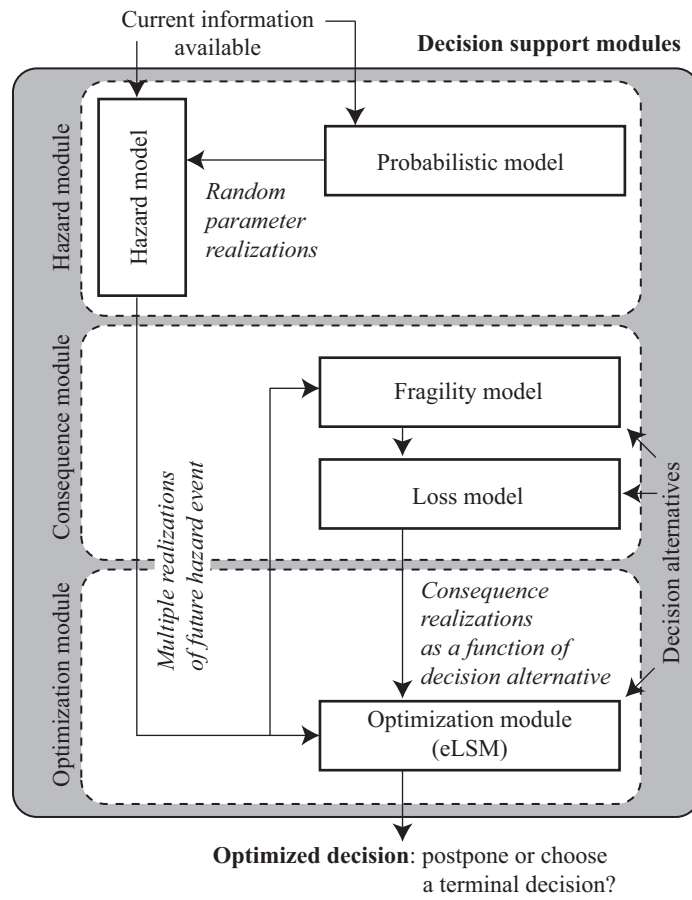 Current information
available
Decision support modules
Hazard module
Hazard model
Probabilistic model
Random
parameter
realizations
Consequence module
Fragility model
Loss model
Decision alternatives
Multiple realizations
of future hazard event
Optimization module
Consequence
realizations
as a function of
decision alternative
Optimization module
(eLSM)
Optimized decision: postpone or choose
a terminal decision?